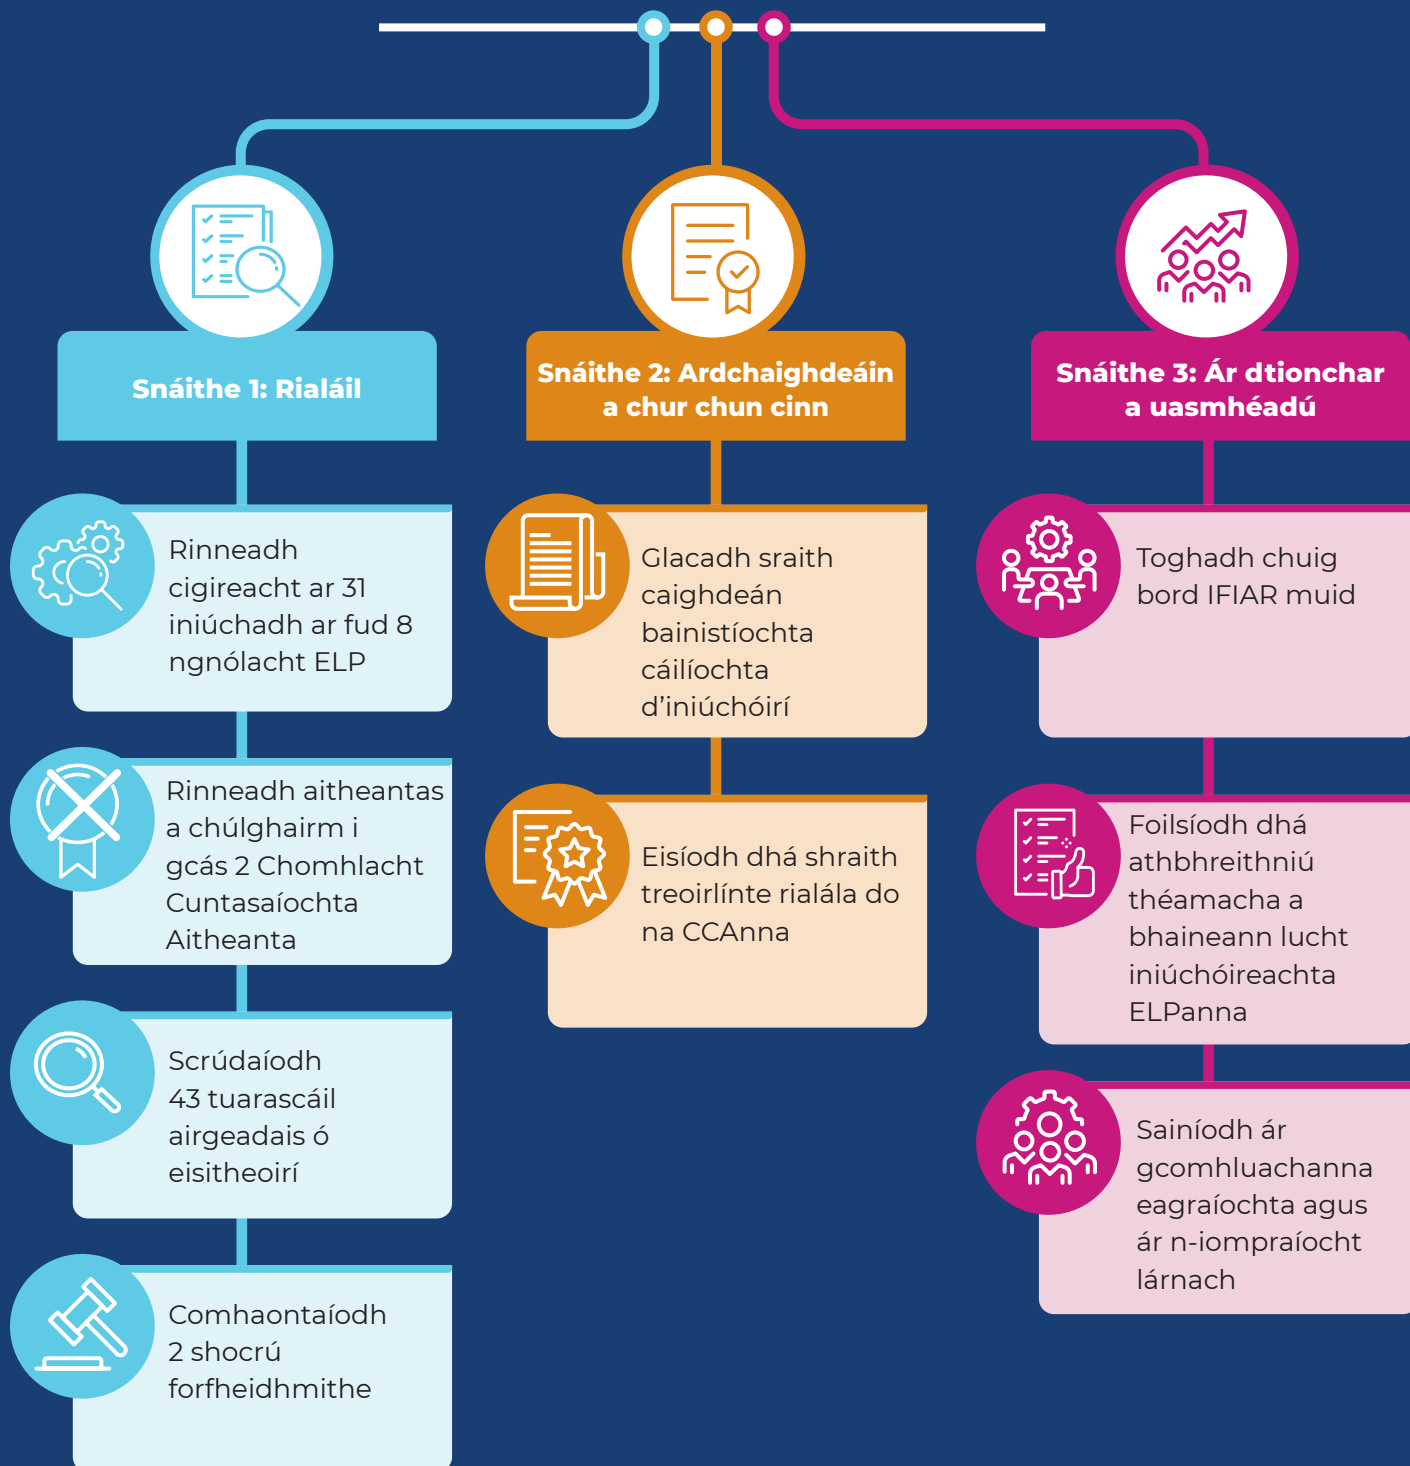 Snáithe 1: Rialáil
Rinneadh
cigireacht ar 31
iniúchadh ar fud 8
ngnólacht ELP
Rinneadh aitheantas
a chúlghairm i
gcás 2 Chomhlacht
Cuntasaíochta
Aitheanta
Scrúdaíodh
43 tuarascáil
airgeadais ó
eisitheoirí
Comhaontaíodh
2 shocrú
forfheidhmithe
Snáithe 2: Ardchaighdeáin
a chur chun cinn
Glacadh sraith
caighdeán
bainistíochta
cáilíochta
d’iniúchóirí
Eisíodh dhá shraith
treoirlínte rialála do
na CCAnna
Snáithe 3: Ár dtionchar
a uasmhéadú
Toghadh chuig
bord IFIAR muid
Foilsíodh dhá
athbhreithniú
théamacha a
bhaineann lucht
iniúchóireachta
ELPanna
Sainíodh ár
gcomhluachanna
eagraíochta agus
ár n-iompraíocht
lárnach